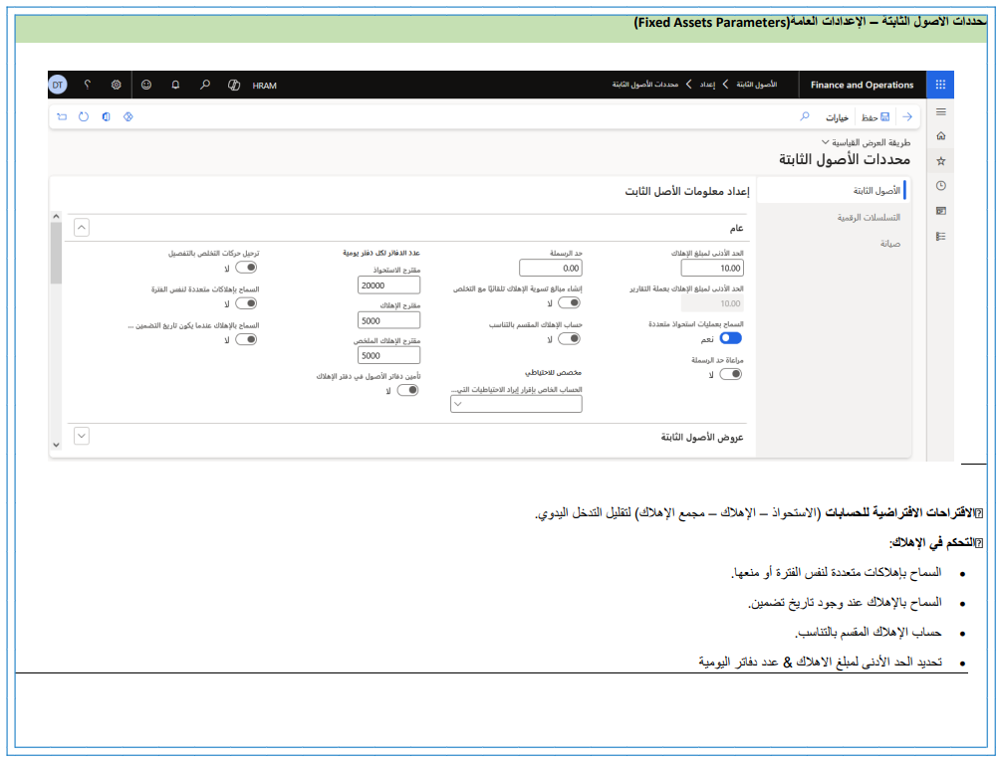 محددات الاصول الثابتة – الإعدادات العامة(Fixed Assets Parameters)
Finance and Operations
الأصول الثابتة
إعداد
محددات الأصول الثابتة
HRAM
DT
حفظ
خيارات
طريقة العرض القياسية
محددات الأصول الثابتة
الأصول الثابتة
التسلسلات الرقمية
صيانة
إعداد معلومات الأصل الثابت
عام
الحد الأدنى لمبلغ الإهلاك
10.00
الحد الأدنى لمبلغ الإهلاك بعملة التقارير
10.00
السماح بعمليات استحواذ متعددة
نعم
مراعاة حد الرسملة
لا
حد الرسملة
0.00
إنشاء مبالغ تسوية الإهلاك تلقائيًا مع التخلص
لا
حساب الإهلاك المقسم بالتناسب
لا
مخصص للاحتياطي
الحساب الخاص بإقرار إيراد الاحتياطيات التي...
عدد الدفاتر لكل دفتر يومية
مقترح الاستحواذ
20000
مقترح الإهلاك
5000
مقترح الإهلاك الملخص
5000
تأمين دفاتر الأصول في دفتر الإهلاك
لا
ترحيل حركات التخلص بالتفصيل
لا
السماح بإهلاكات متعددة لنفس الفترة
لا
السماح بالإهلاك عندما يكون تاريخ التضمين ...
لا
عروض الأصول الثابتة
الاقتراحات الافتراضية للحسابات (الاستحواذ – الإهلاك – مجمع الإهلاك) لتقليل التدخل اليدوي.
التحكم في الإهلاك:
• السماح بإهلاكات متعددة لنفس الفترة أو منعها.
• السماح بالإهلاك عند وجود تاريخ تضمين.
• حساب الإهلاك المقسم بالتناسب.
• تحديد الحد الأدنى لمبلغ الاهلاك & عدد دفاتر اليومية